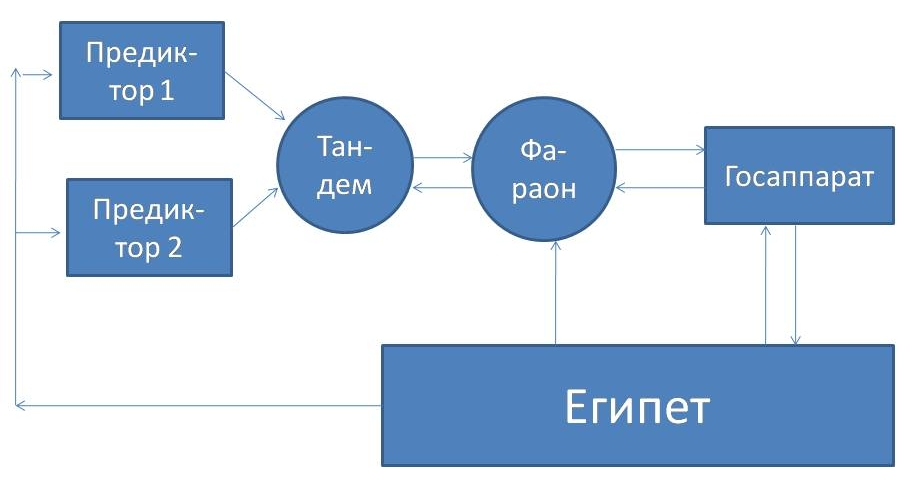 Предик-
тор 1
Тан-
дем
Фа-
раон
Госаппарат
Предик-
тор 2
Египет